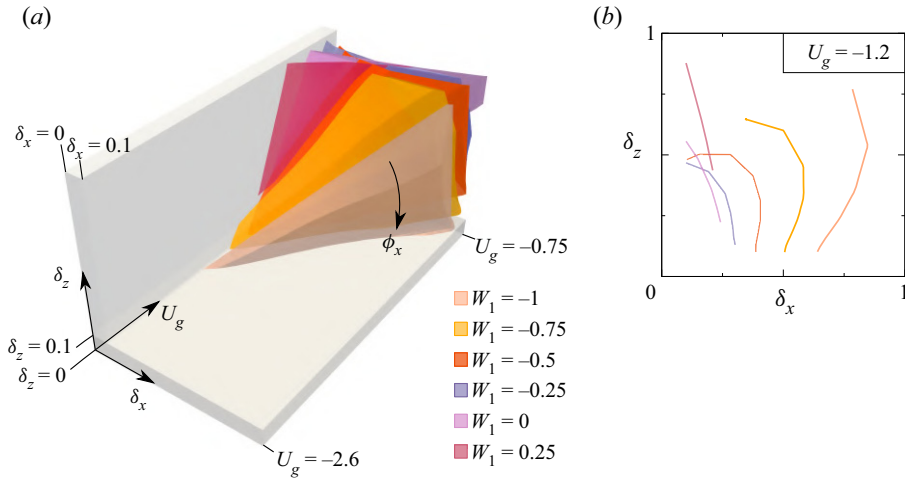 (a)
δx = 0
δx = 0.1
δz
Ug
δz = 0.1
δz = 0
δx
ϕx
Ug = –0.75
Ug = –2.6
W1 = –1
W1 = –0.75
W1 = –0.5
W1 = –0.25
W1 = 0
W1 = 0.25
(b)
1
Ug = –1.2
δz
0
δx
1